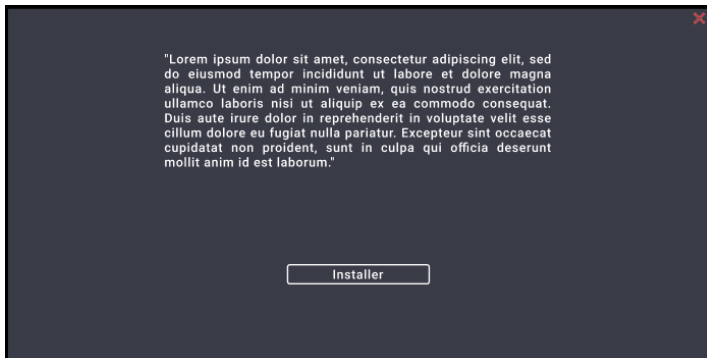 "Lorem ipsum dolor sit amet, consectetur adipiscing elit, sed
do eiusmod tempor incididunt ut labore et dolore magna
aliqua. Ut enim ad minim veniam, quis nostrud exercitation
ullamco laboris nisi ut aliquip ex ea commodo consequat.
Duis aute irure dolor in reprehenderit in voluptate velit esse
cillum dolore eu fugiat nulla pariatur. Excepteur sint occaecat
cupidatat non proident, sunt in culpa qui officia deserunt
mollit anim id est laborum."
Installer